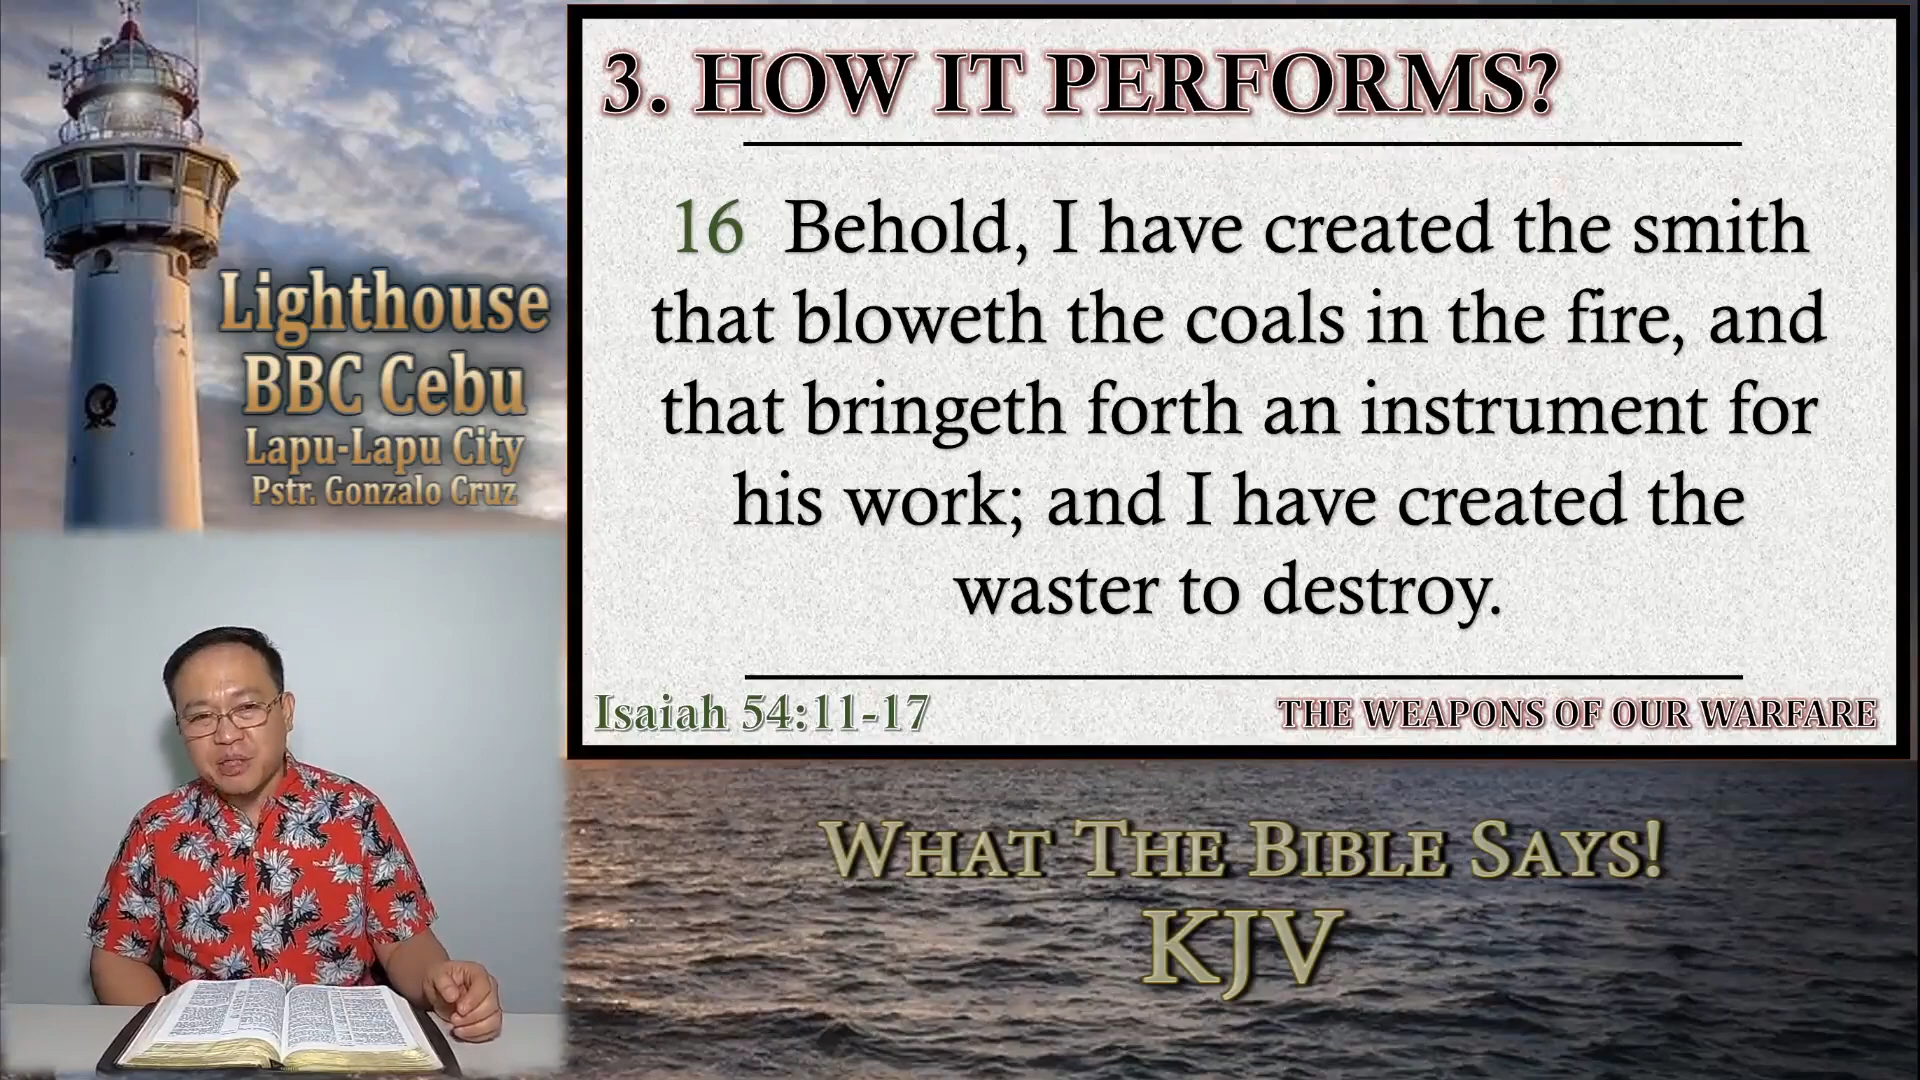 Lighthouse
BBC Cebu
Lapu-Lapu City
Pstr. Gonzalo Cruz
3. HOW IT PERFORMS?
16 Behold, I have created the smith
that bloweth the coals in the fire, and
that bringeth forth an instrument for
his work; and I have created the
waster to destroy.
Isaiah 54:11-17
THE WEAPONS OF OUR WARFARE
WHAT THE BIBLE SAYS!
KJV